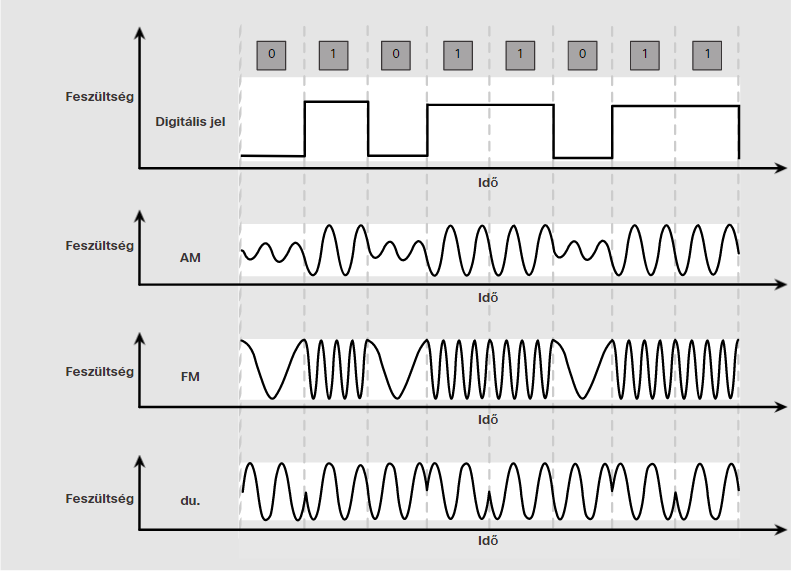 0 1 0 1 1 0 1 1
Feszültség
Digitális jel
Idő
Feszültség
AM
Idő
Feszültség
FM
Idő
Feszültség
du.
Idő